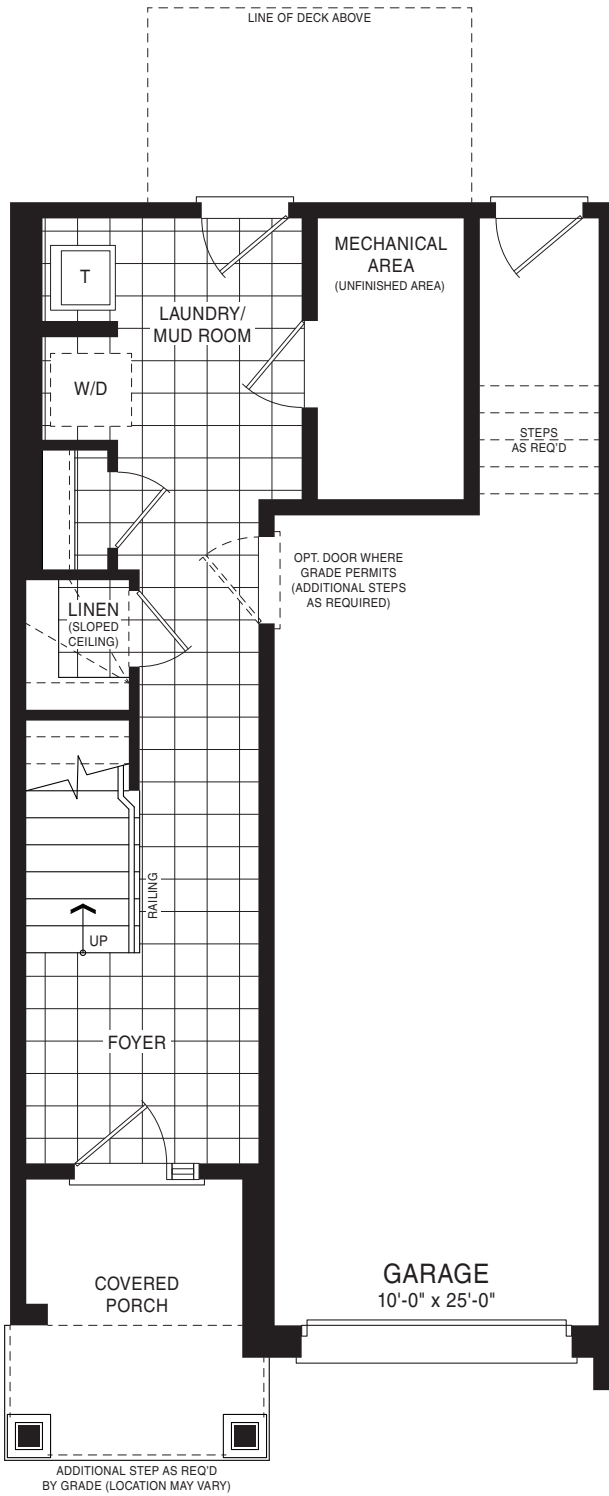 LINE OF DECK ABOVE
MECHANICAL
AREA
(UNFINISHED AREA)
T
LAUNDRY/
MUD ROOM
W/D
STEPS
AS REQ'D
OPT. DOOR WHERE
GRADE PERMITS
(ADDITIONAL STEPS
AS REQUIRED)
LINEN
(SLOPED
CEILING)
RAILING
UP
FOYER
COVERED
PORCH
GARAGE
10'-0" x 25'-0"
ADDITIONAL STEP AS REQ'D
BY GRADE (LOCATION MAY VARY)